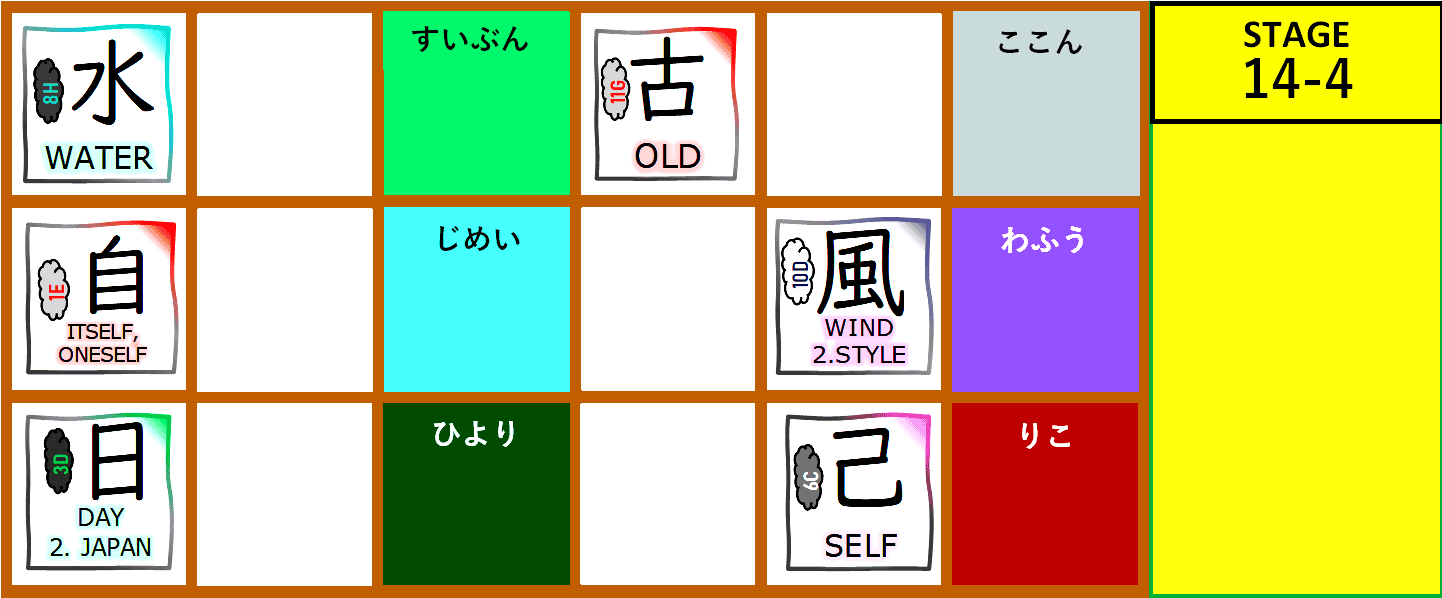 8H
水
WATER
すいぶん
11G
古
OLD
ここん
STAGE
14-4
1E
自
ITSELF,
ONESELF
じめい
10D
風
WIND
2.STYLE
わふう
3D
日
DAY
2. JAPAN
ひより
6C
己
SELF
りこ